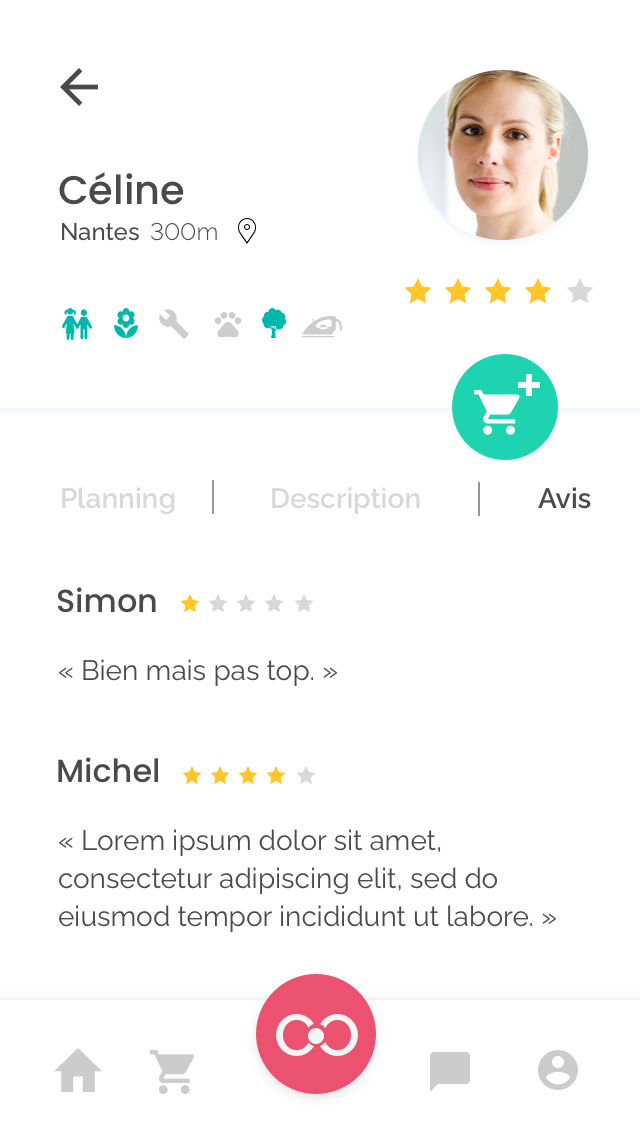 Céline
Nantes 300m
Planning | Description | Avis
Simon
« Bien mais pas top. »
Michel
« Lorem ipsum dolor sit amet,
consectetur adipiscing elit, sed do
eiusmod tempor incididunt ut labore. »